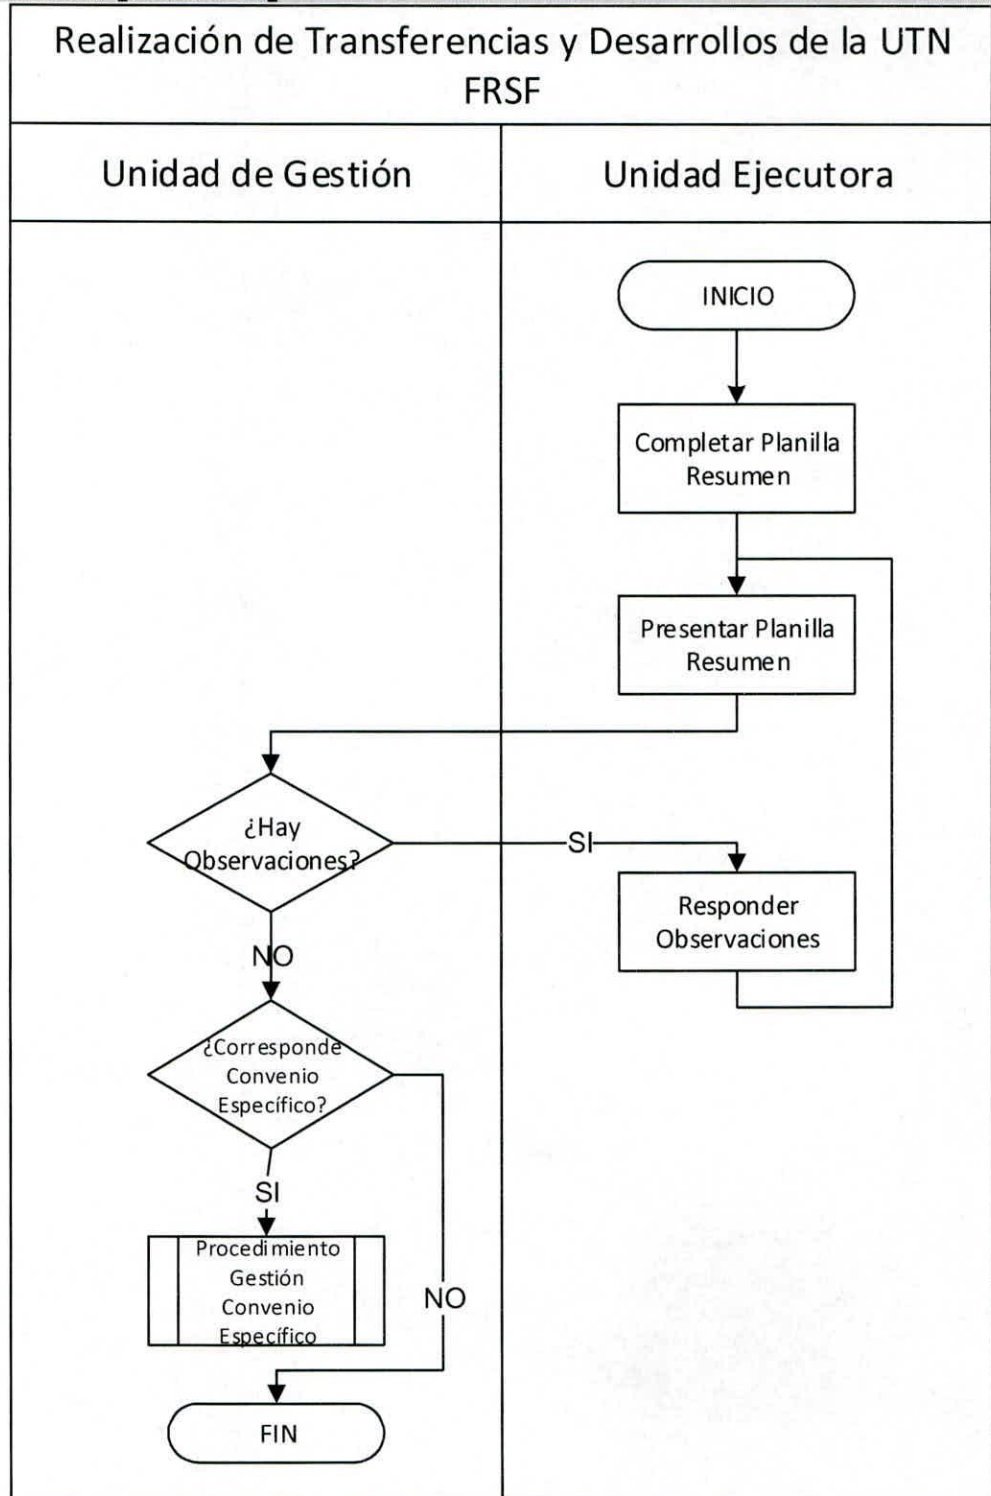 Realización de Transferencias y Desarrollos de la UTN
FRSF
Unidad de Gestión
Unidad Ejecutora
INICIO
Completar Planilla
Resumen
Presentar Planilla
Resumen
¿Hay
Observaciones?
SI
Responder
Observaciones
NO
¿Corresponde
Convenio
Específico?
SI
Procedimiento
Gestión
Convenio
Específico
NO
FIN